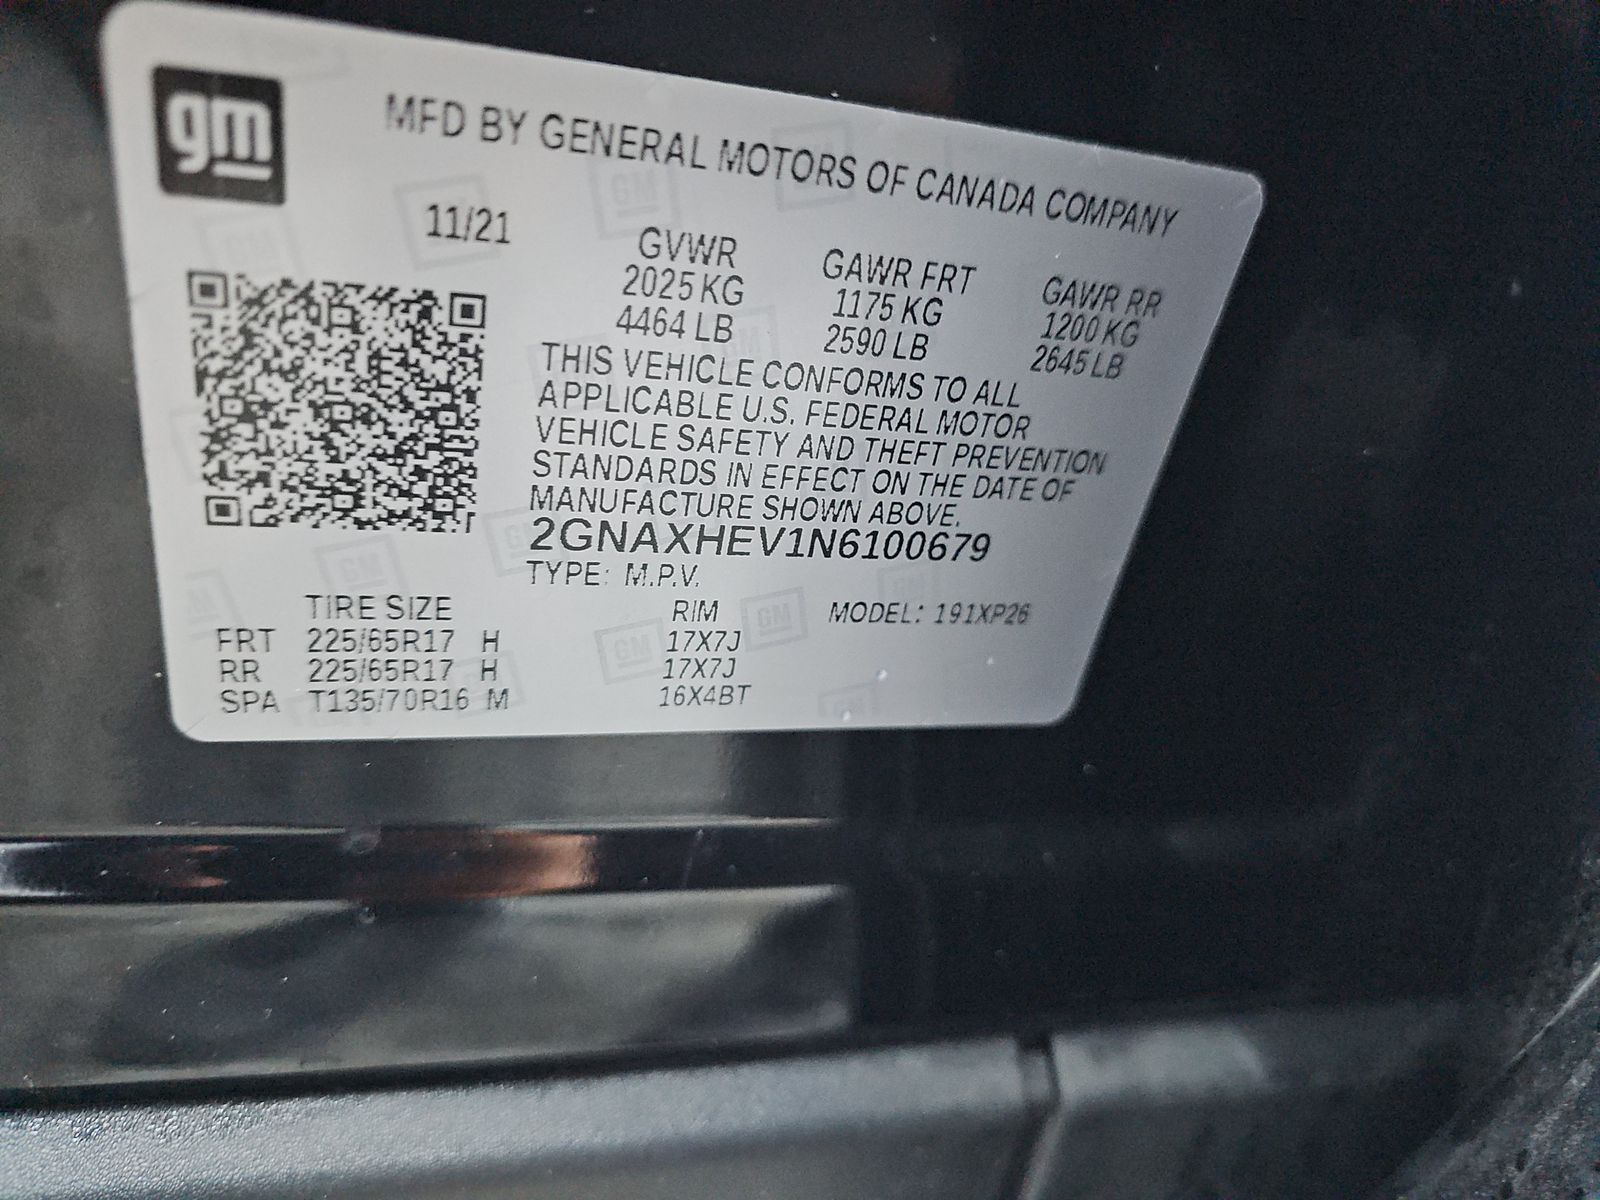 gm
MFD BY GENERAL MOTORS OF CANADA COMPANY
11/21
GVWR GAWR FRT GAWR RR
2025 KG 1175 KG 1200 KG
4464 LB 2590 LB 2645 LB
THIS VEHICLE CONFORMS TO ALL
APPLICABLE U.S. FEDERAL MOTOR
VEHICLE SAFETY AND THEFT PREVENTION
STANDARDS IN EFFECT ON THE DATE OF
MANUFACTURE SHOWN ABOVE.
2GNAXHEV1N6100679
TYPE: M.P.V.
TIRE SIZE RIM MODEL: 191XP26
FRT 225/65R17 H 17X7J
RR 225/65R17 H 17X7J
SPA T135/70R16 M 16X4BT